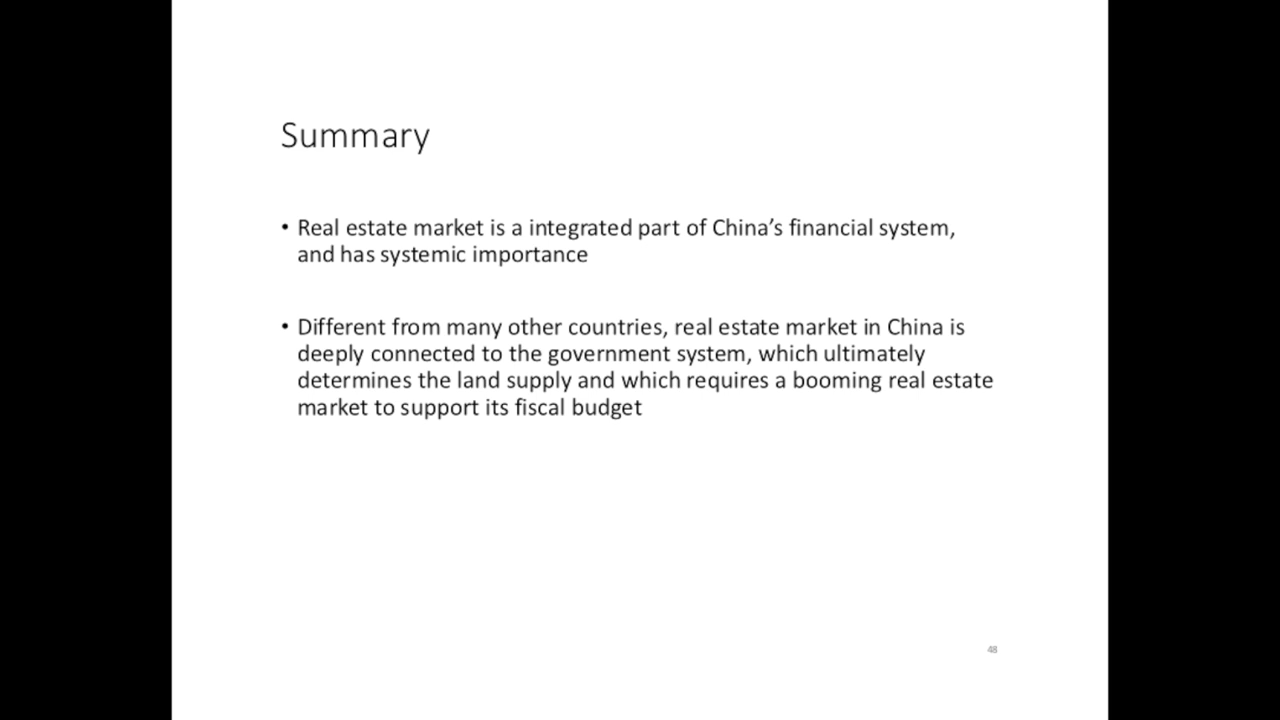 Summary
• Real estate market is a integrated part of China’s financial system,
and has systemic importance
• Different from many other countries, real estate market in China is
deeply connected to the government system, which ultimately
determines the land supply and which requires a booming real estate
market to support its fiscal budget
48